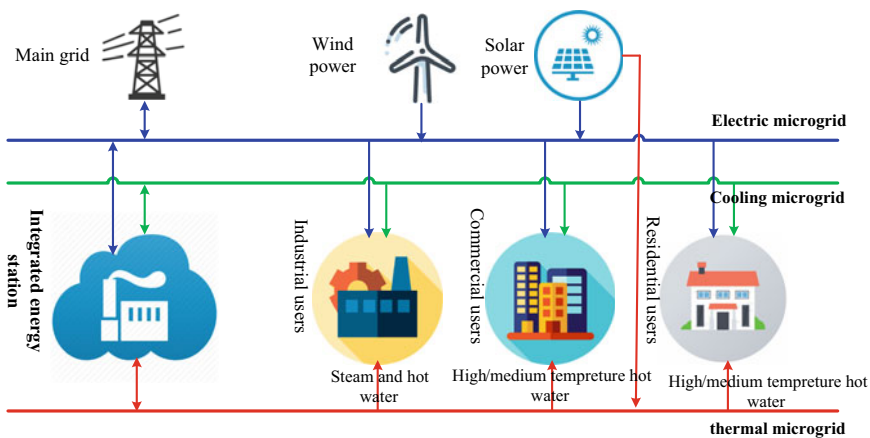 Main grid
Wind
power
Solar
power
Electric microgrid
Cooling microgrid
Integrated energy
station
Industrial users
Commercial users
Residential users
Steam and hot
water
High/medium tempreture hot
water
High/medium tempreture hot
water
thermal microgrid